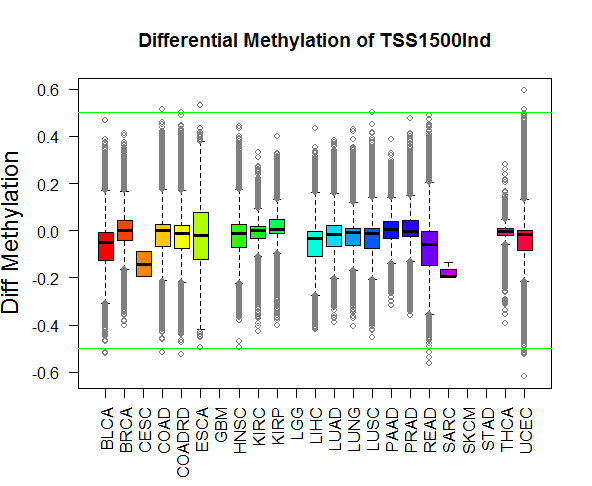 Differential Methylation of TSS1500Ind
Diff Methylation
0.6
0.4
0.2
0.0
-0.2
-0.4
-0.6
BLCA
BRCA
CESC
COAD
COADRD
ESCA
GBM
HNSC
KIRC
KIRP
LGG
LIHC
LUAD
LUNG
LUSC
PAAD
PRAD
READ
SARC
SKCM
STAD
THCA
UCEC